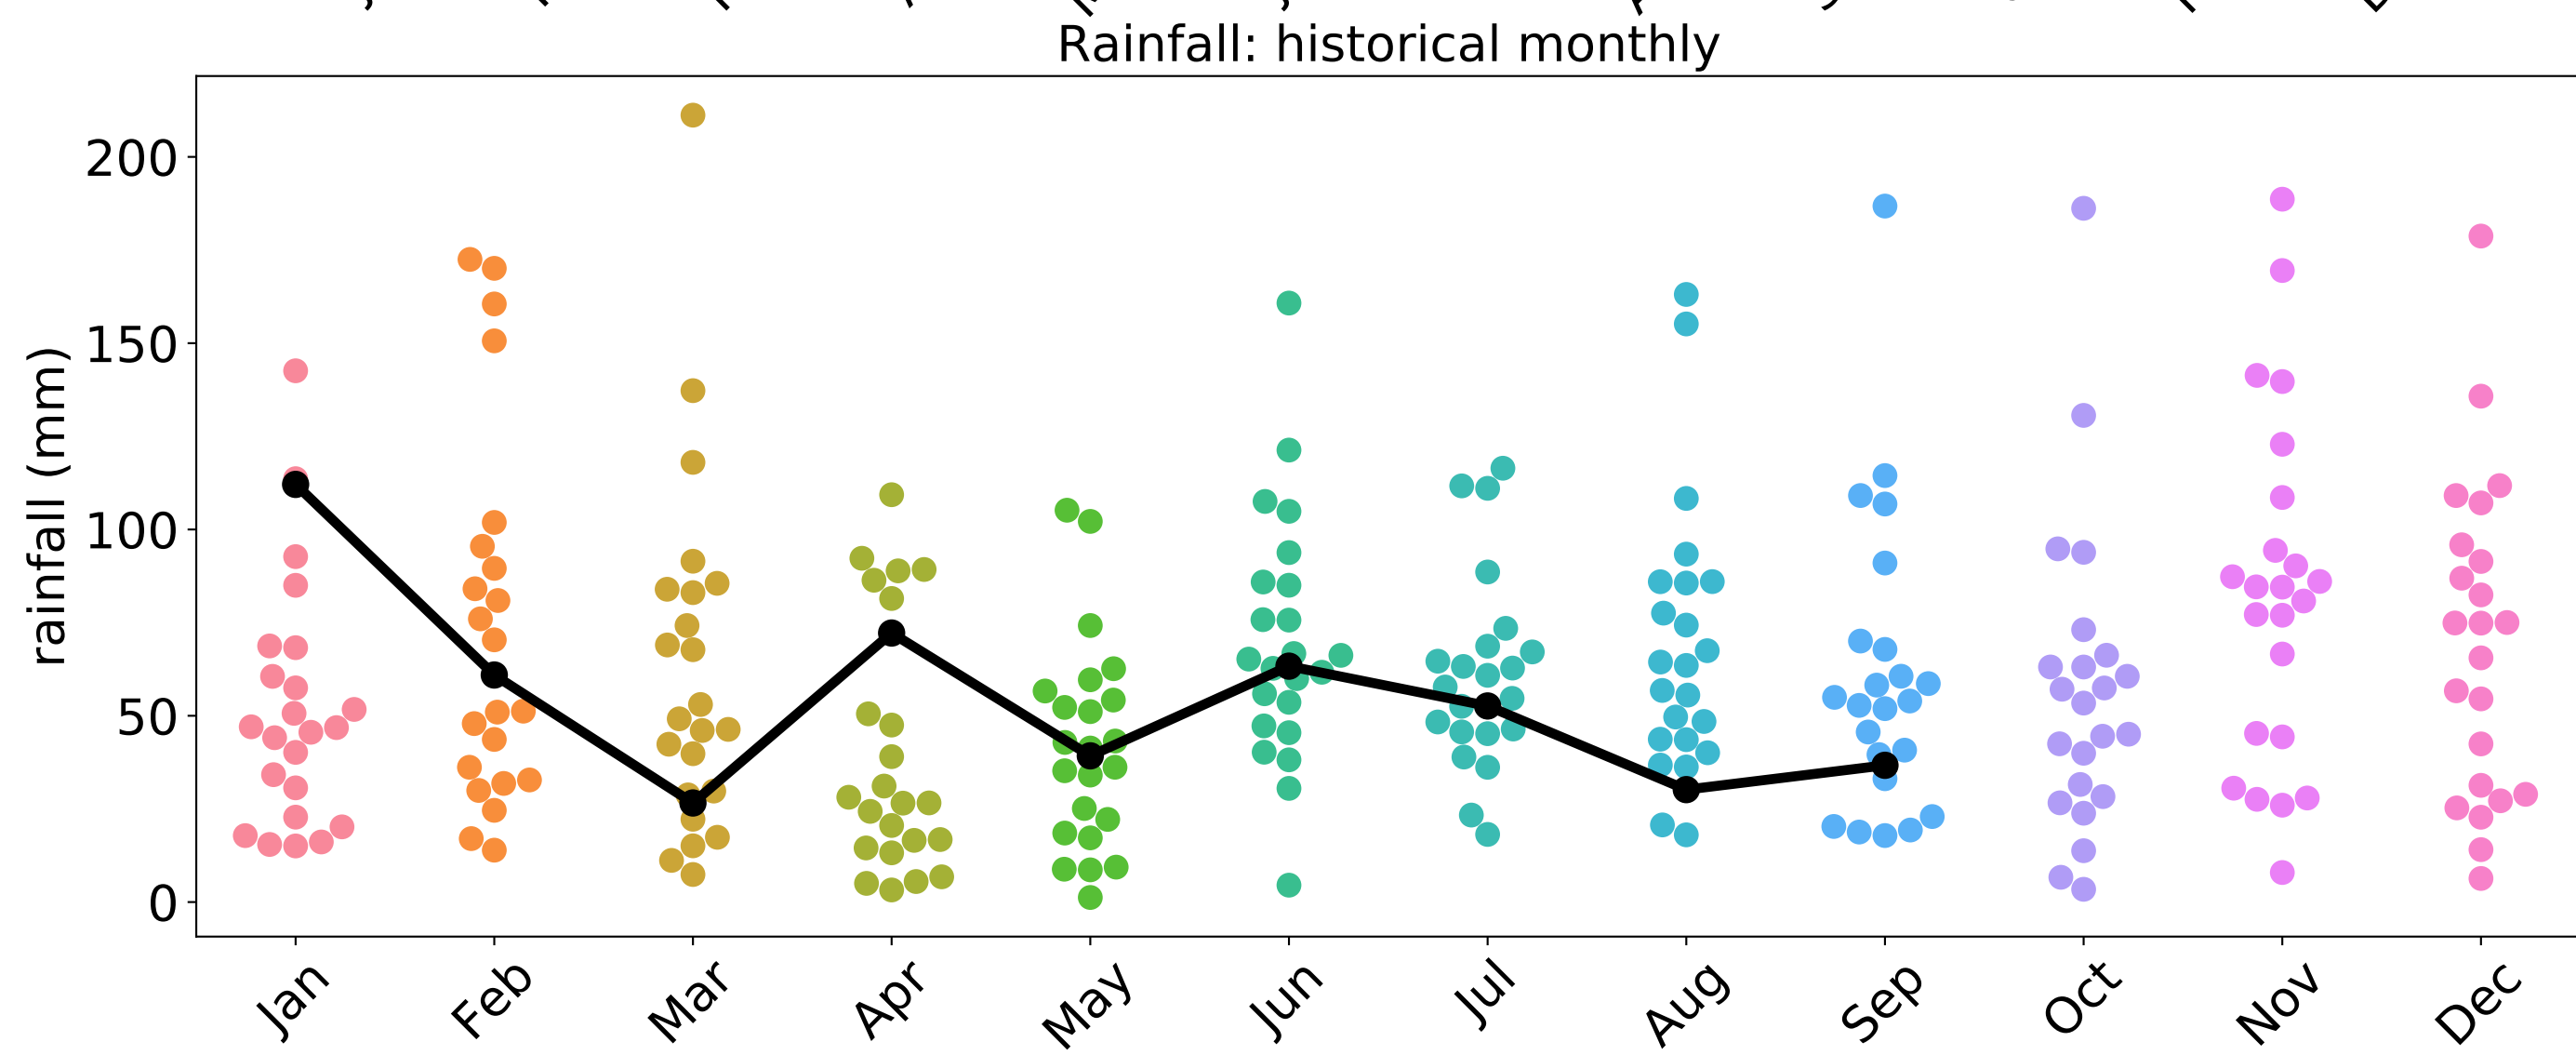 Rainfall: historical monthly
rainfall (mm)
200
150
100
50
0
Jan
Feb
Mar
Apr
May
Jun
Jul
Aug
Sep
Oct
Nov
Dec